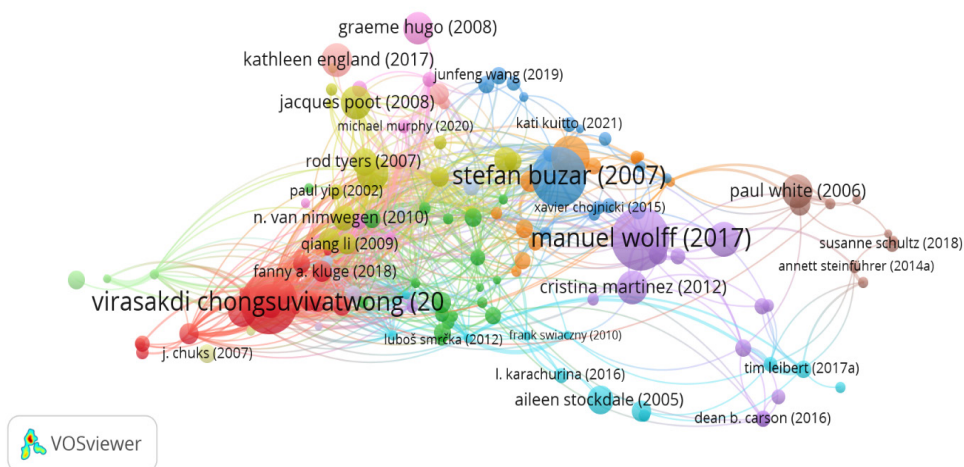 graeme hugo (2008)
kathleen england (2017)
junfeng wang (2019)
jacques poot (2008)
michael murphy (2020)
kati kuitto (2021)
rod tyers (2007)
stefan buzar (2007)
paul yip (2002)
paul white (2006)
xavier chojnicki (2015)
n. van nimwegen (2010)
manuel wolff (2017)
qiang li (2009)
susanne schultz (2018)
fanny a. kluge (2018)
annett steinführer (2014a)
cristina martinez (2012)
virasakdi chongsuvivatwong (20
luboš smrčka (2012)
frank swiaczny (2010)
j. chuks (2007)
tim leibert (2017a)
l. karachurina (2016)
aileen stockdale (2005)
dean b. carson (2016)
VOSviewer